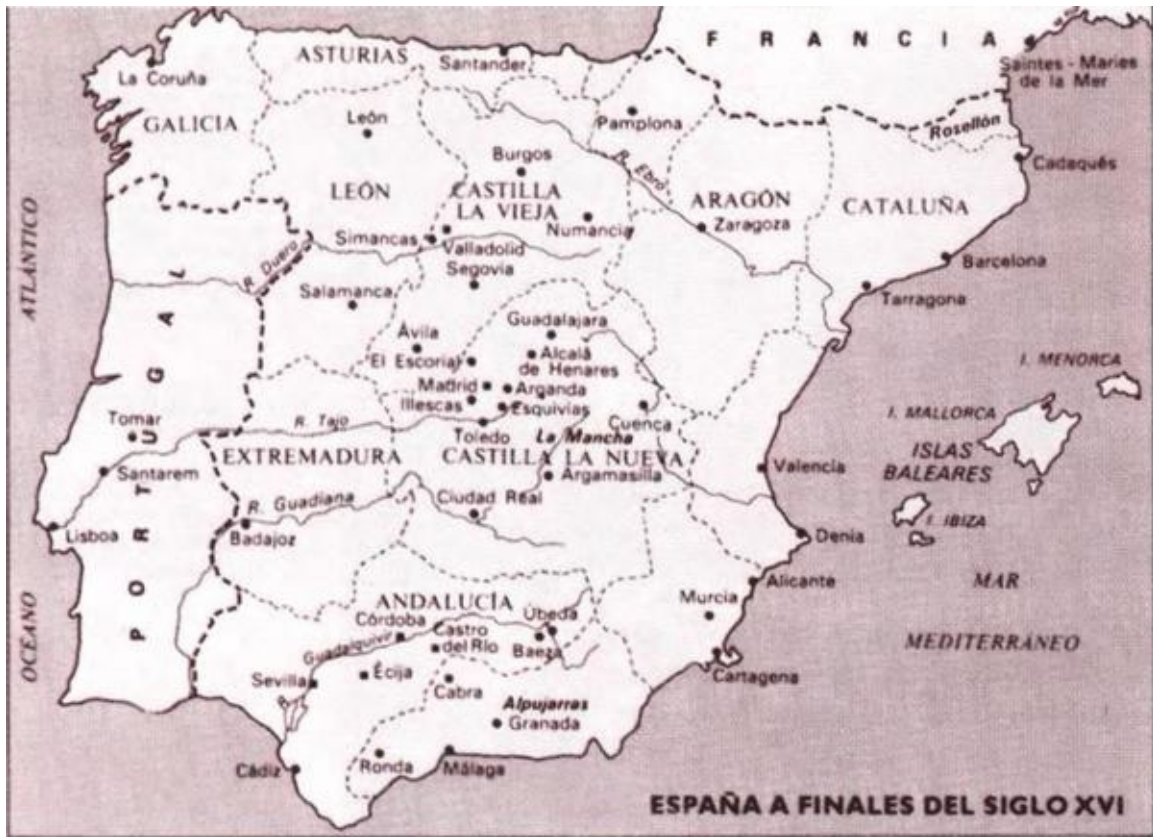 FRANCIA
ASTURIAS
Santander
Saintes - Maries
de la Mer
La Coruña
GALICIA
León
Pamplona
Rosellón
Burgos
R. Ebro
Cadaqués
LEÓN
CASTILLA
LA VIEJA
ARAGÓN
CATALUÑA
Numancia
Zaragoza
Simancas
Valladolid
Segovia
Barcelona
R. Duero
Salamanca
Tarragona
ATLÁNTICO
Guadalajara
Ávila
El Escorial
Alcalá
de Henares
I. MENORCA
Madrid
Arganda
Illescas
Esquivias
Cuenca
I. MALLORCA
Tomar
R. Tajo
Toledo
La Mancha
ISLAS
BALEARES
EXTREMADURA
CASTILLA LA NUEVA
Santarem
Argamasilla
Valencia
R. Guadiana
Ciudad Real
I. IBIZA
Lisboa
Badajoz
Denia
PORTUGAL
MAR
Alicante
ANDALUCÍA
Murcia
OCÉANO
Córdoba
Castro
del Río
Úbeda
Baeza
MEDITERRÁNEO
R. Guadalquivir
Sevilla
Écija
Cabra
Cartagena
Alpujarras
Granada
Cádiz
Ronda
Málaga
ESPAÑA A FINALES DEL SIGLO XVI